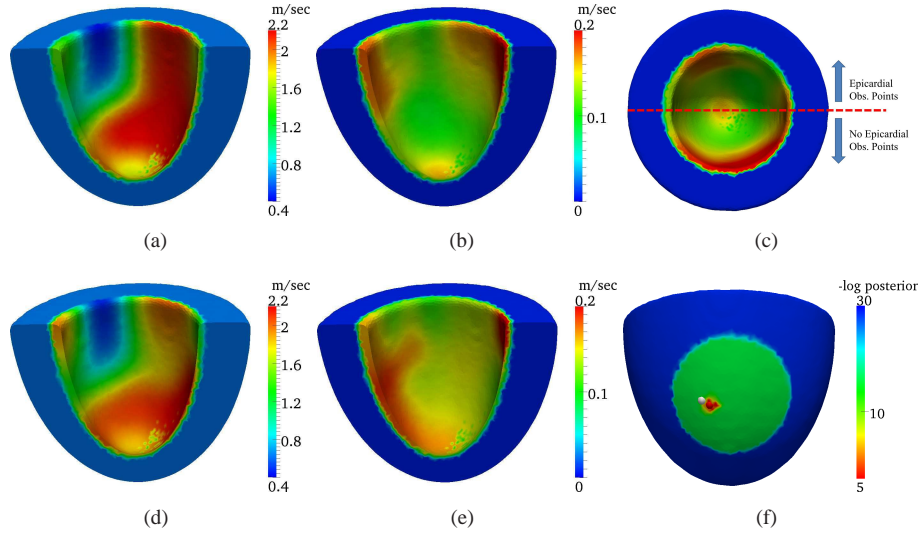 m/sec
2.2
2
1.6
1.2
0.8
0.4
(a)
m/sec
0.2
0.1
0
(b)
Epicardial
Obs. Points
No Epicardial
Obs. Points
(c)
m/sec
2.2
2
1.6
1.2
0.8
0.4
(d)
m/sec
0.2
0.1
0
(e)
-log posterior
30
10
5
(f)